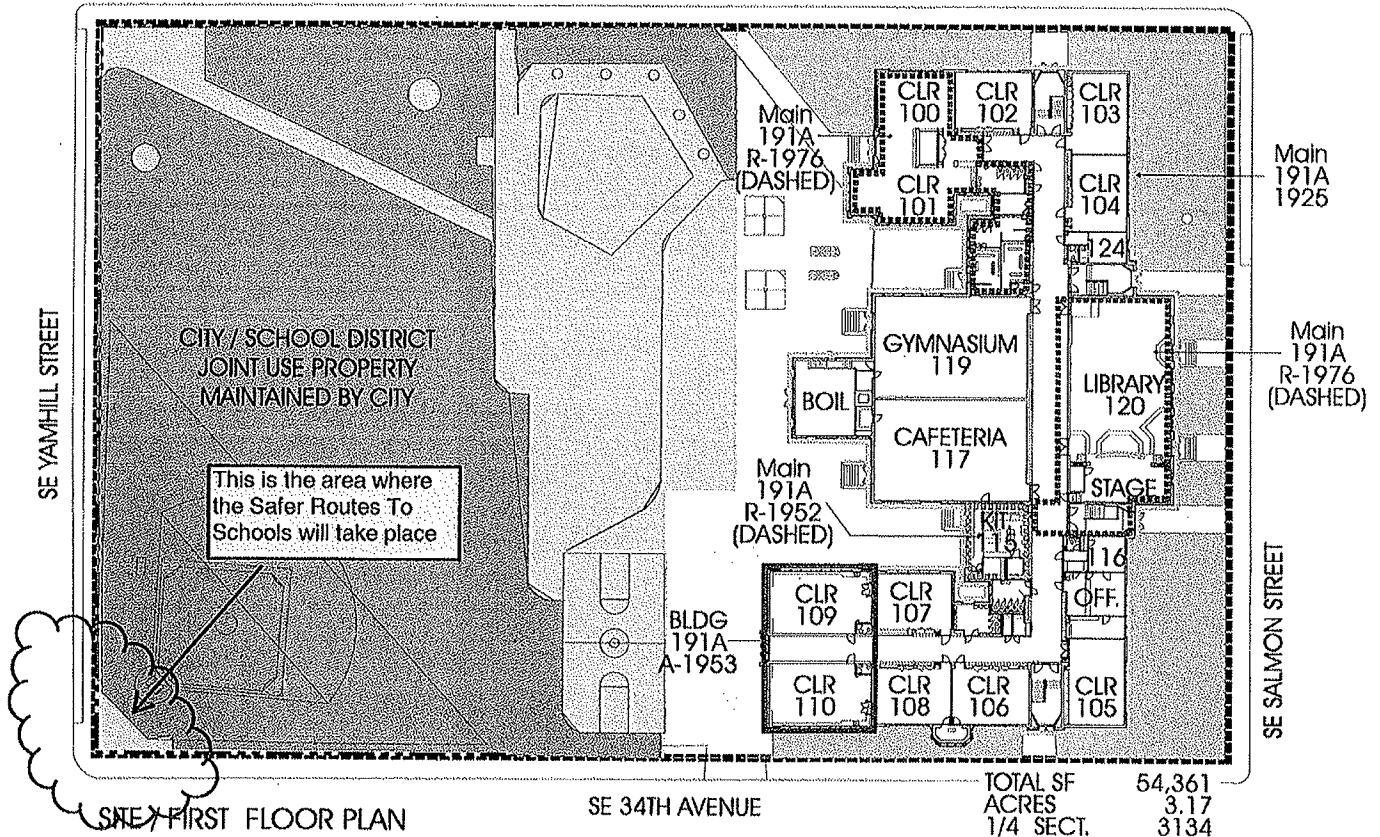 CLR
100
CLR
102
CLR
103
Main
191A
R-1976
(DASHED)
CLR
101
CLR
104
Main
191A
1925
124
SE YAMHILL STREET
CITY / SCHOOL DISTRICT
JOINT USE PROPERTY
MAINTAINED BY CITY
GYMNASIUM
119
BOIL
LIBRARY
120
Main
191A
R-1976
(DASHED)
CAFETERIA
117
This is the area where
the Safer Routes To
Schools will take place
Main
191A
R-1952
(DASHED)
STAGE
KIT.
115
116
OFF.
CLR
109
CLR
107
BLDG
191A
A-1953
CLR
110
CLR
108
CLR
106
CLR
105
SE SALMON STREET
SITE / FIRST FLOOR PLAN
SE 34TH AVENUE
TOTAL SF 54,361
ACRES 3.17
1/4 SECT. 3134